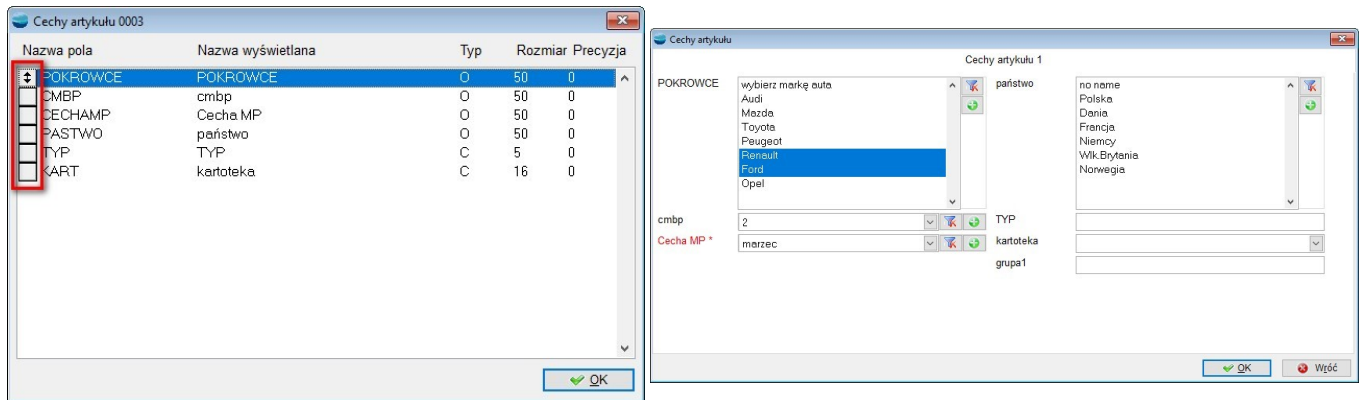 Cechy artykułu 0003
Nazwa pola Nazwa wyświetlana Typ Rozmiar Precyzja
POKROWCE POKROWCE O 50 0
CMBP cmbp O 50 0
CECHAMP Cecha MP O 50 0
PASTWO państwo O 50 0
TYP TYP C 5 0
KART kartoteka C 16 0
OK
Cechy artykułu
Cechy artykułu 1
POKROWCE
wybierz markę auta
Audi
Mazda
Toyota
Peugeot
Renault
Ford
Opel
państwo
no name
Polska
Dania
Francja
Niemcy
Wlk.Brytania
Norwegia
cmbp 2
TYP
Cecha MP * marzec
kartoteka
grupa1
OK Wróć